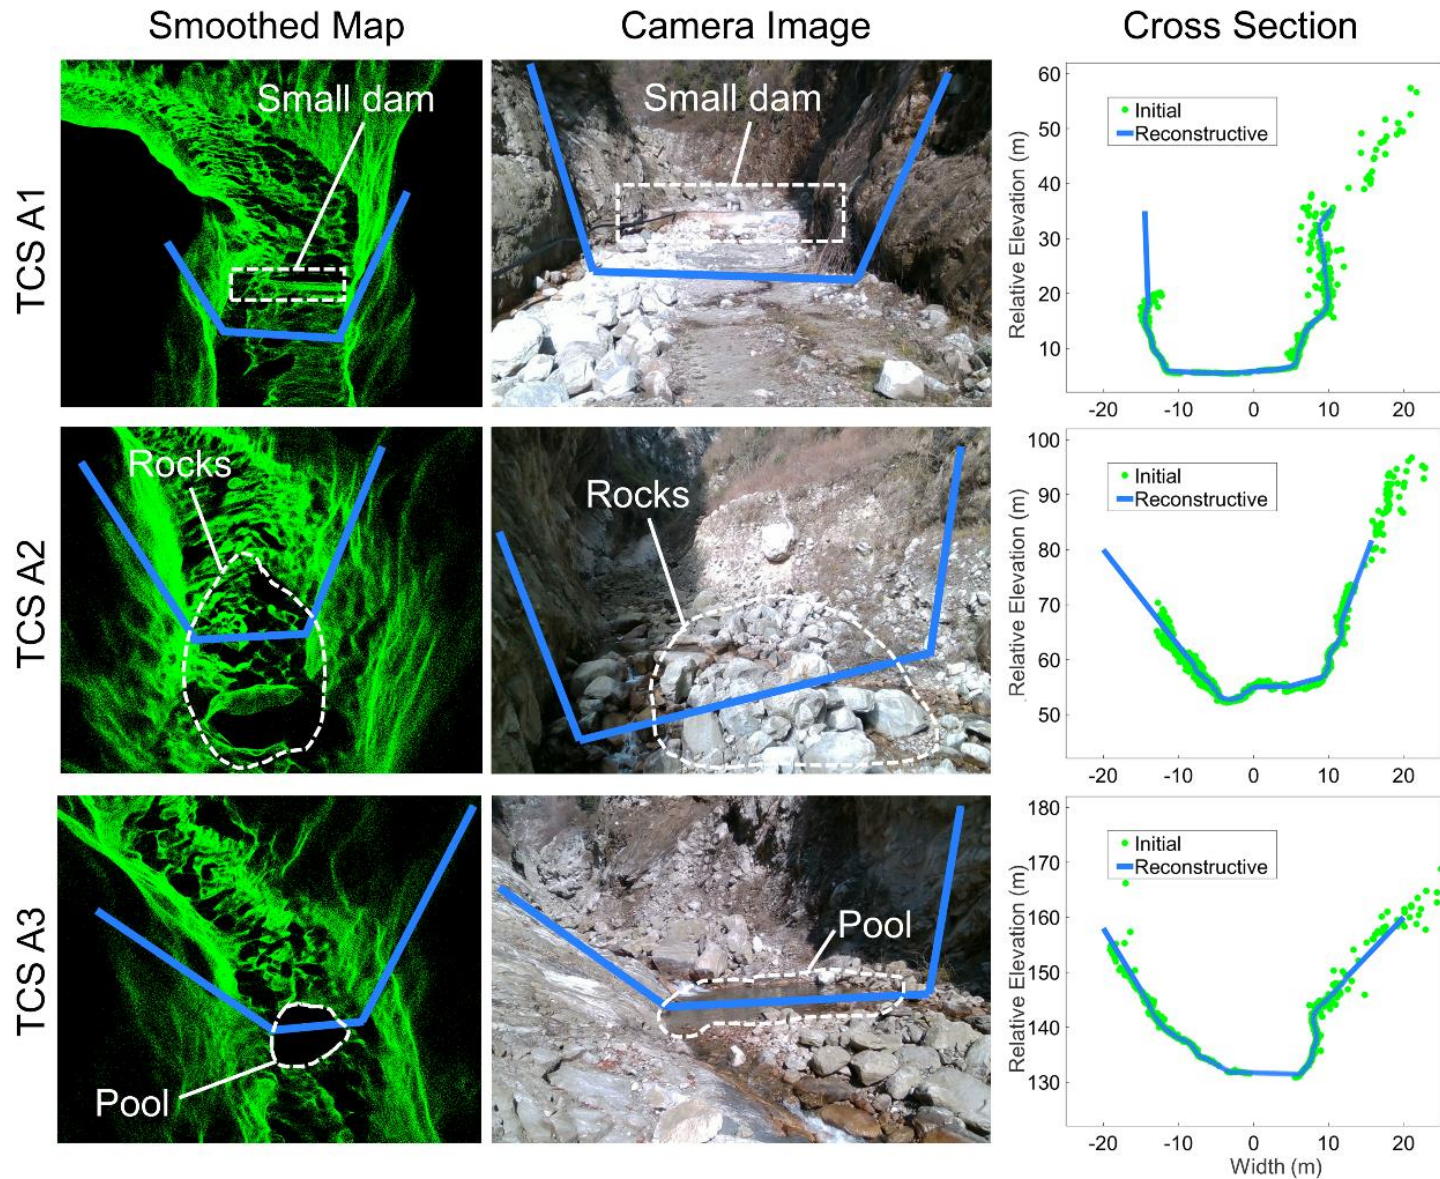 Smoothed Map
Camera Image
Cross Section
TCS A1
Small dam
Small dam
Relative Elevation (m)
60
50
40
30
20
10
Initial
Reconstructive
-20
-10
0
10
20
TCS A2
Rocks
Rocks
Relative Elevation (m)
100
90
80
70
60
50
Initial
Reconstructive
-20
-10
0
10
20
TCS A3
Pool
Pool
Relative Elevation (m)
180
170
160
150
140
130
Initial
Reconstructive
-20
-10
0
10
20
Width (m)